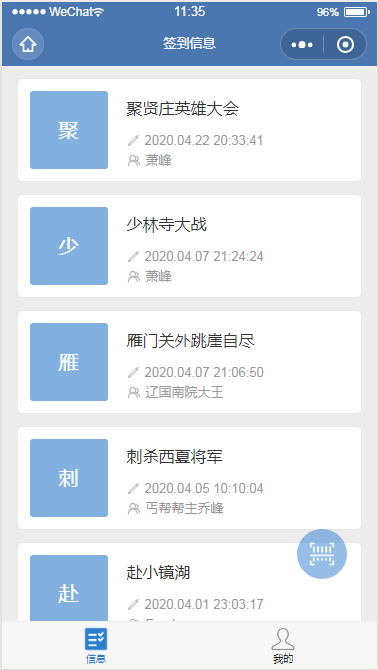 WeChat
11:35
96%
签到信息
聚
聚贤庄英雄大会
2020.04.22 20:33:41
萧峰
少
少林寺大战
2020.04.07 21:24:24
萧峰
雁
雁门关外跳崖自尽
2020.04.07 21:06:50
辽国南院大王
刺
刺杀西夏将军
2020.04.05 10:10:04
丐帮帮主乔峰
赴
赴小镜湖
2020.04.01 23:03:17
信息
我的